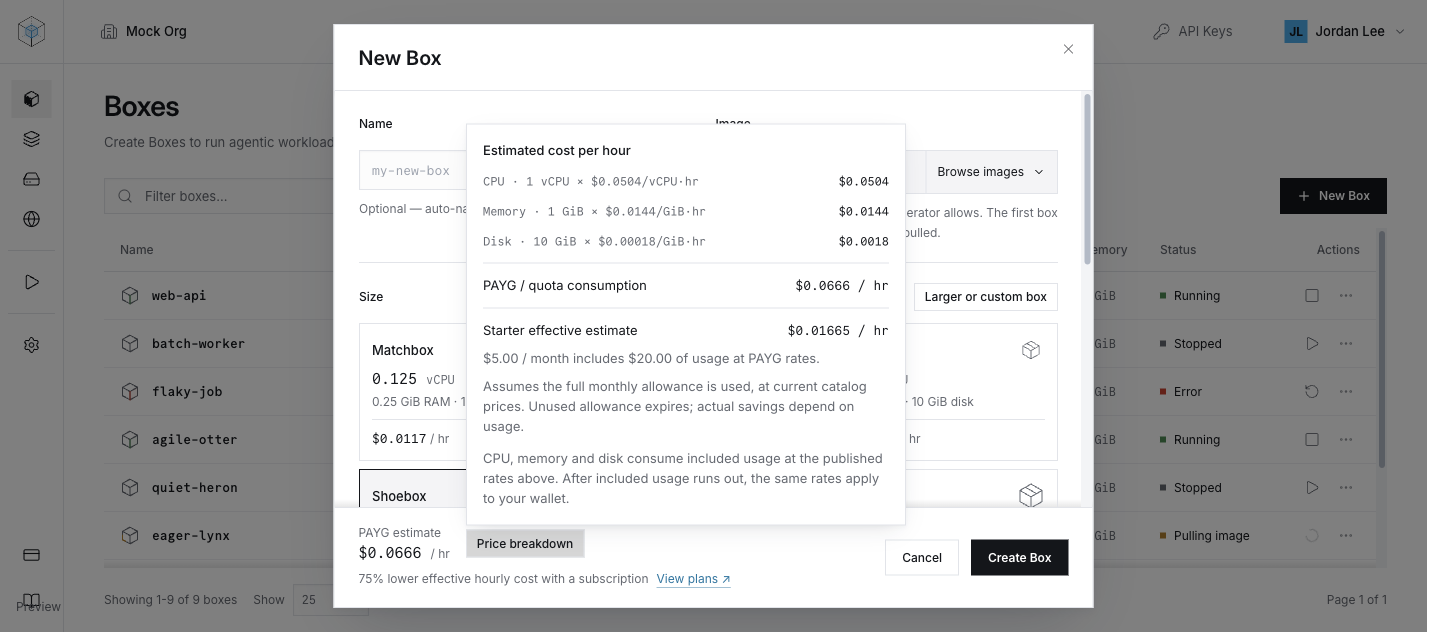 Mock Org
API Keys
JL
Jordan Lee
Boxes
Create Boxes to run agentic workload
Filter boxes...
New Box
Name
emory
Status
Actions
web-api
GiB
Running
batch-worker
GiB
Stopped
flaky-job
GiB
Error
agile-otter
GiB
Running
quiet-heron
GiB
Stopped
eager-lynx
GiB
Pulling image
Preview
Showing 1-9 of 9 boxes
Show
25
Page 1 of 1
New Box
Name
Image
my-new-box
Browse images
Optional — auto-na
erator allows. The first box
pulled.
Size
Larger or custom box
Matchbox
0.125 vCPU
0.25 GiB RAM · 1
· 10 GiB disk
$0.0117 / hr
hr
Shoebox
Estimated cost per hour
CPU · 1 vCPU × $0.0504/vCPU·hr $0.0504
Memory · 1 GiB × $0.0144/GiB·hr $0.0144
Disk · 10 GiB × $0.00018/GiB·hr $0.0018
PAYG / quota consumption $0.0666 / hr
Starter effective estimate $0.01665 / hr
$5.00 / month includes $20.00 of usage at PAYG rates.
Assumes the full monthly allowance is used, at current catalog
prices. Unused allowance expires; actual savings depend on
usage.
CPU, memory and disk consume included usage at the published
rates above. After included usage runs out, the same rates apply
to your wallet.
PAYG estimate
$0.0666 / hr
Price breakdown
75% lower effective hourly cost with a subscription View plans ↗
Cancel
Create Box